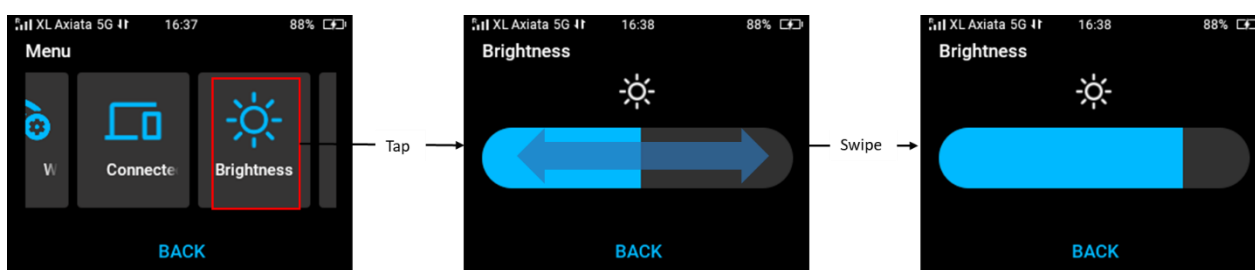 XL Axiata 5G 16:37 88%
Menu
W Connecte Brightness
BACK
Tap
XL Axiata 5G 16:38 88%
Brightness
BACK
Swipe
XL Axiata 5G 16:38 88%
Brightness
BACK